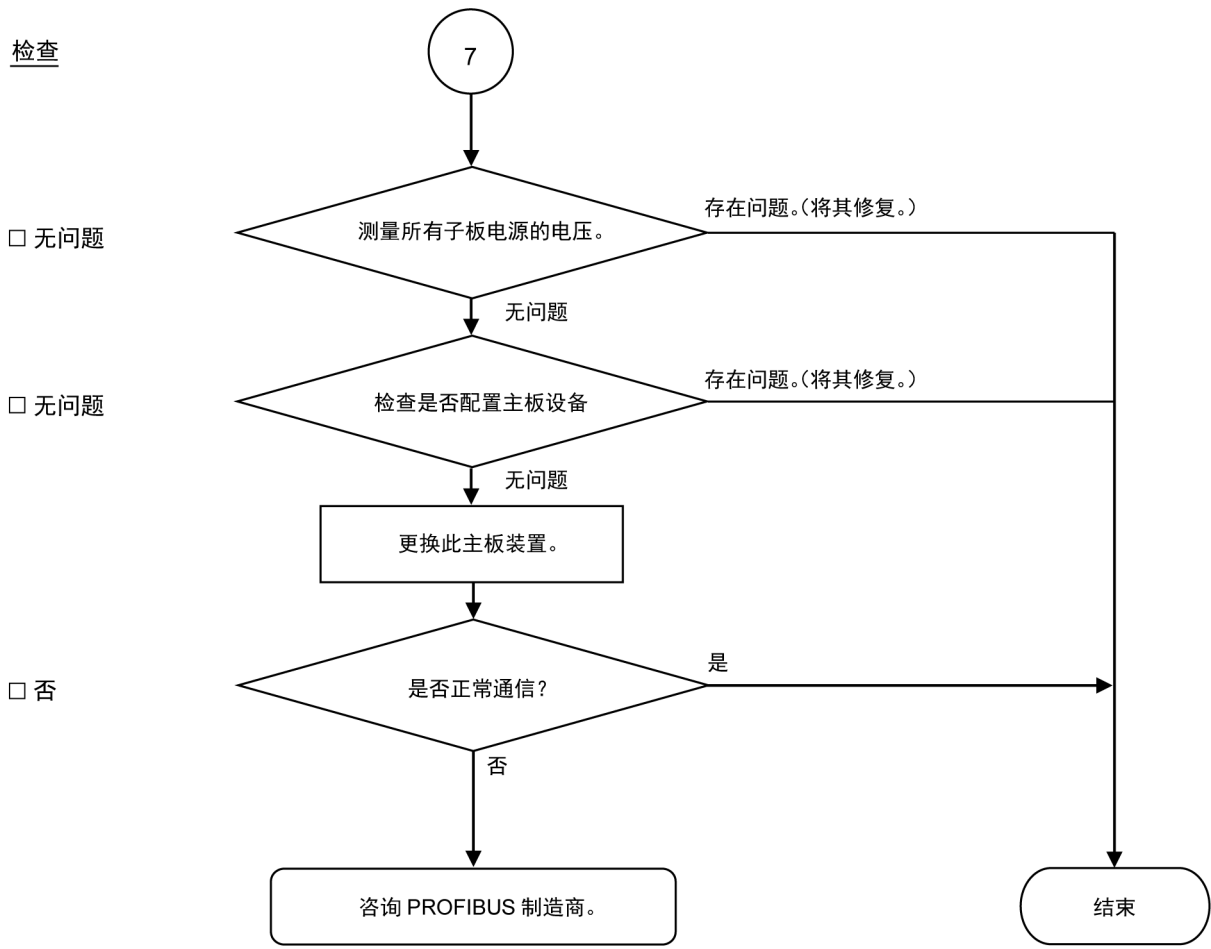 检查
7
测量所有子板电源的电压。
存在问题。（将其修复。）
□ 无问题
无问题
检查是否配置主板设备
存在问题。（将其修复。）
□ 无问题
无问题
更换此主板装置。
是否正常通信？
是
□ 否
否
咨询 PROFIBUS 制造商。
结束